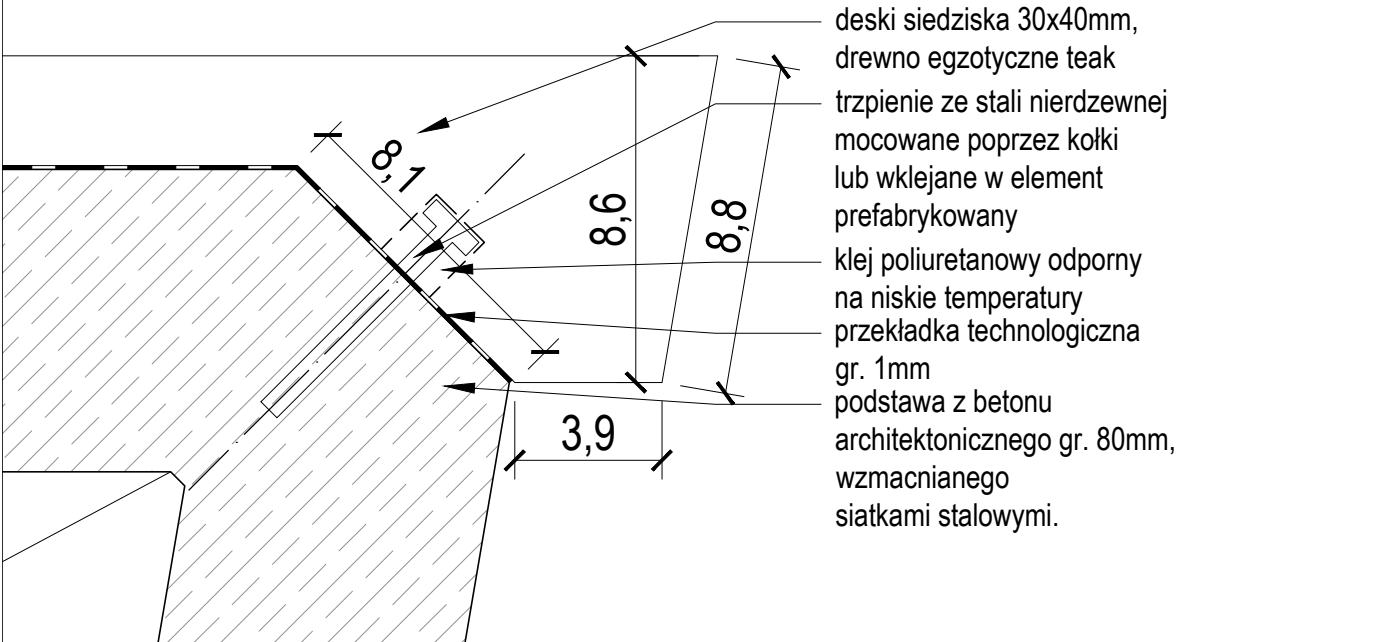 deski siedziska 30x40mm,
drewno egzotyczne teak
trzpienie ze stali nierdzewnej
mocowane poprzez kołki
lub wklejane w element
prefabrykowany
klej poliuretanowy odporny
na niskie temperatury
przekładka technologiczna
gr. 1mm
podstawa z betonu
architektonicznego gr. 80mm,
wzmacnianego
siatkami stalowymi.
8,1
8,6
8,8
3,9